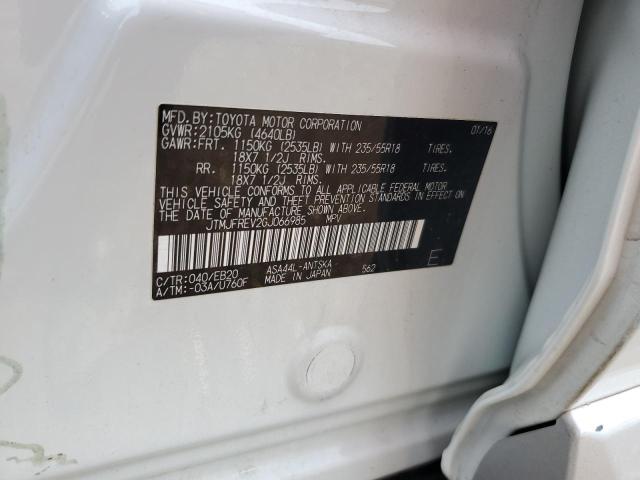 MFD.BY:TOYOTA MOTOR CORPORATION 01/16
GVWR:2105KG (4640LB)
GAWR:FRT. 1150KG (2535LB) WITH 235/55R18 TIRES.
18X7 1/2J RIMS.
RR. 1150KG (2535LB) WITH 235/55R18 TIRES.
18X7 1/2J RIMS.
THIS VEHICLE CONFORMS TO ALL APPLICABLE FEDERAL MOTOR
VEHICLE SAFETY AND THEFT PREVENTION STANDARDS IN EFFECT ON
THE DATE OF MANUFACTURE SHOWN ABOVE.
JTMJFREV2GJ066985 MPV
C/TR:040/EB20 ASA44L-ANTSKA 562 E
A/TM:-03A/U760F MADE IN JAPAN